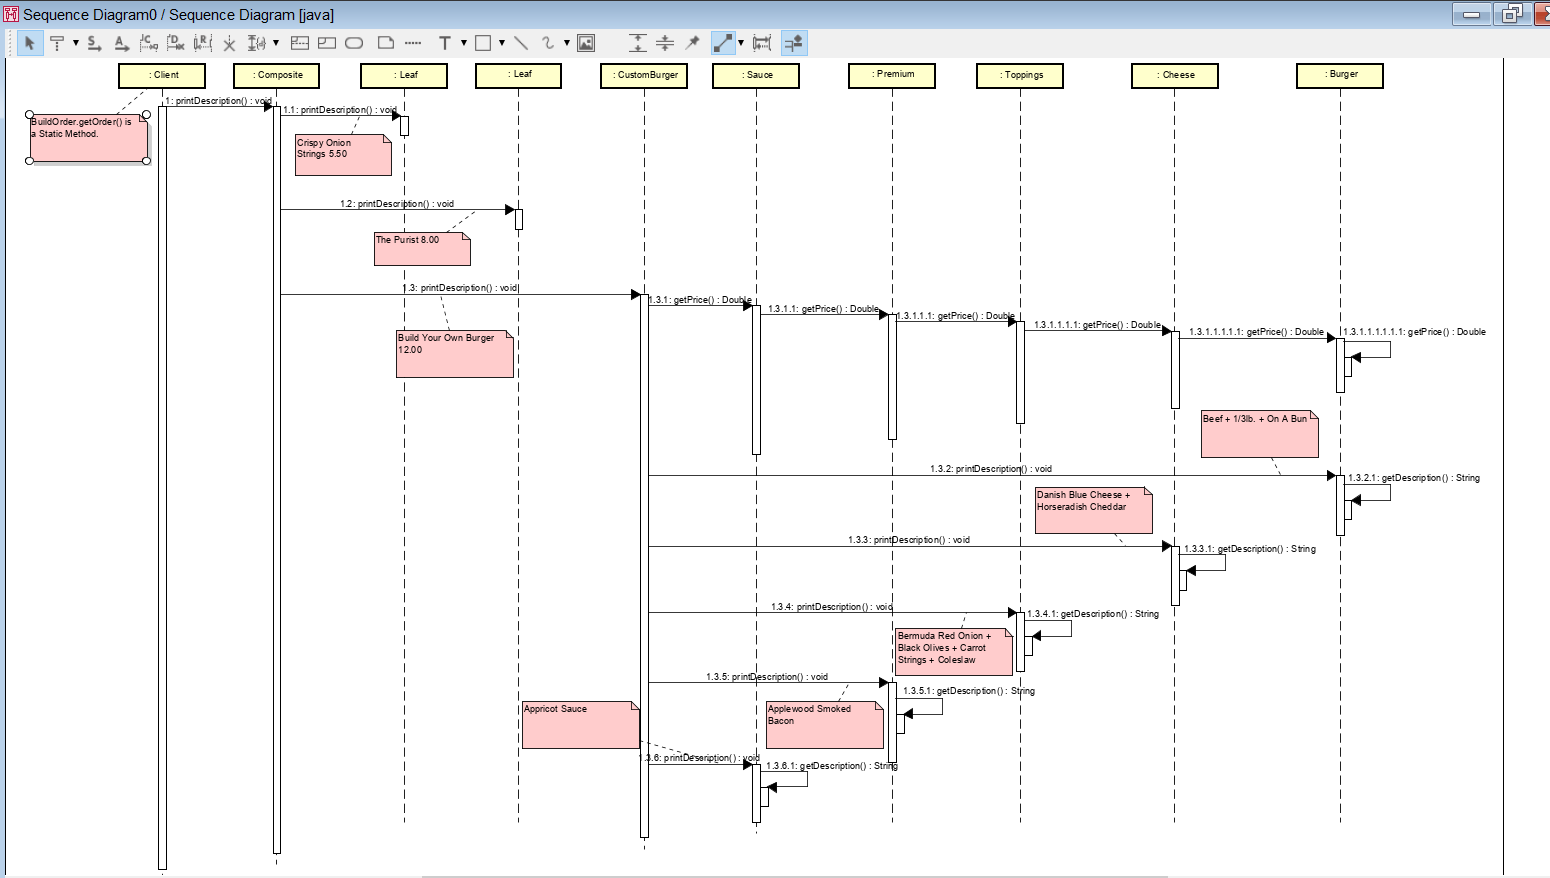 Sequence Diagram0 / Sequence Diagram [java]
: Client
: Composite
: Leaf
: Leaf
: CustomBurger
: Sauce
: Premium
: Toppings
: Cheese
: Burger
1: printDescription() : void
1.1: printDescription() : void
BuildOrder.getOrder() is
a Static Method.
Crispy Onion
Strings 5.50
1.2: printDescription() : void
The Purist 8.00
1.3: printDescription() : void
1.3.1: getPrice() : Double
1.3.1.1: getPrice() : Double
1.3.1.1.1: getPrice() : Double
1.3.1.1.1.1: getPrice() : Double
1.3.1.1.1.1.1: getPrice() : Double
1.3.1.1.1.1.1.1: getPrice() : Double
Build Your Own Burger
12.00
Beef + 1/3lb. + On A Bun
1.3.2: printDescription() : void
1.3.2.1: getDescription() : String
Danish Blue Cheese +
Horseradish Cheddar
1.3.3: printDescription() : void
1.3.3.1: getDescription() : String
1.3.4: printDescription() : void
1.3.4.1: getDescription() : String
Bermuda Red Onion +
Black Olives + Carrot
Strings + Coleslaw
1.3.5: printDescription() : void
1.3.5.1: getDescription() : String
Appricot Sauce
Applewood Smoked
Bacon
1.3.6: printDescription() : void
1.3.6.1: getDescription() : String